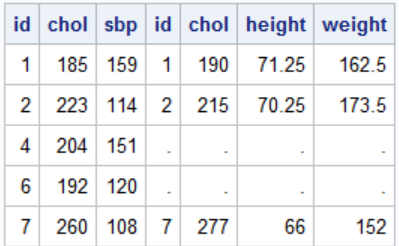 id chol sbp id chol height weight
1 185 159 1 190 71.25 162.5
2 223 114 2 215 70.25 173.5
4 204 151 . . . .
6 192 120 . . . .
7 260 108 7 277 66 152